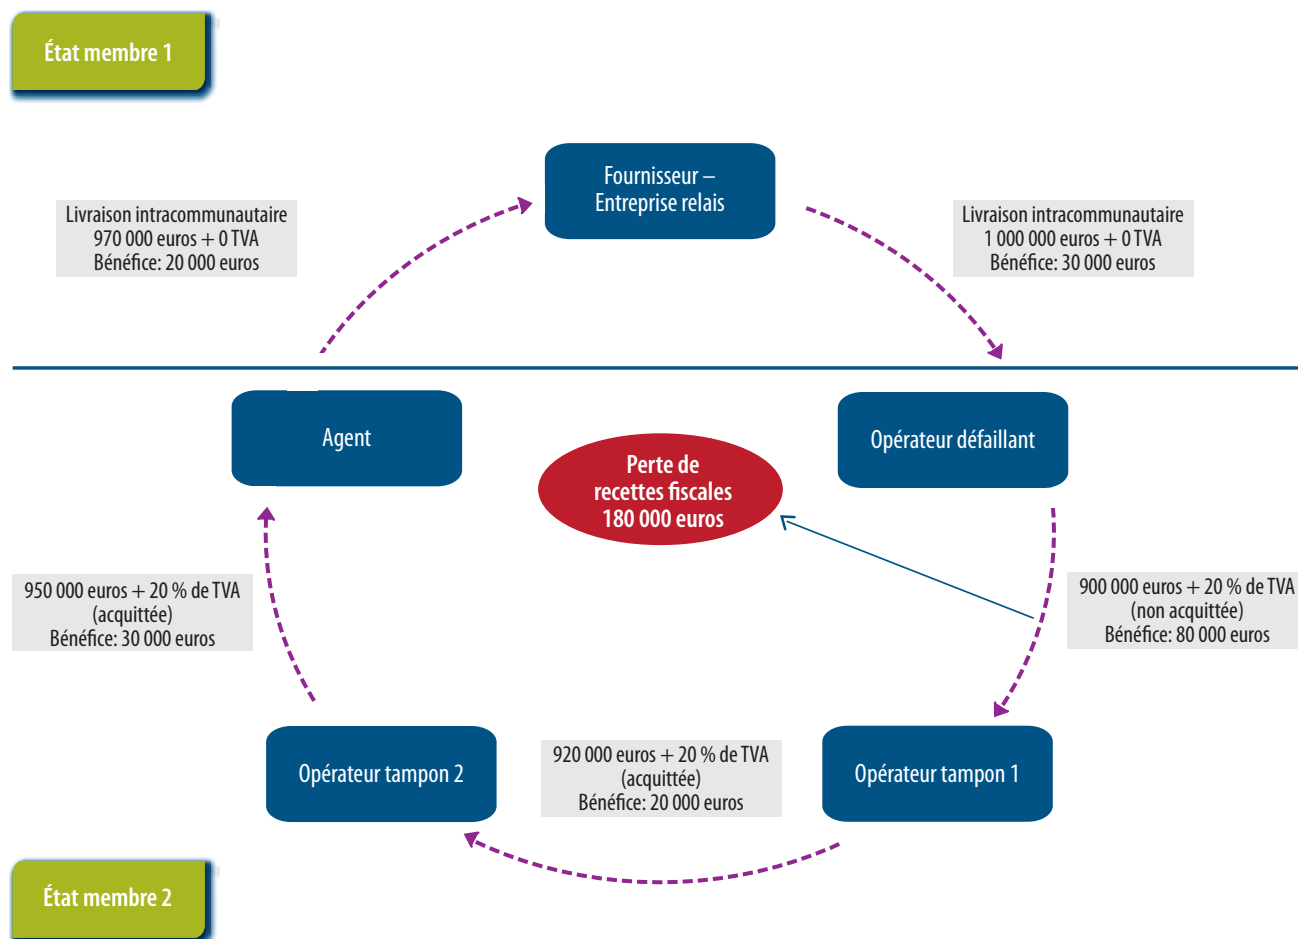 État membre 1
Fournisseur –
Entreprise relais
Livraison intracommunautaire
970 000 euros + 0 TVA
Bénéfice: 20 000 euros
Livraison intracommunautaire
1 000 000 euros + 0 TVA
Bénéfice: 30 000 euros
Agent
Opérateur défaillant
Perte de
recettes fiscales
180 000 euros
950 000 euros + 20 % de TVA
(acquittée)
Bénéfice: 30 000 euros
900 000 euros + 20 % de TVA
(non acquittée)
Bénéfice: 80 000 euros
Opérateur tampon 2
920 000 euros + 20 % de TVA
(acquittée)
Bénéfice: 20 000 euros
Opérateur tampon 1
État membre 2